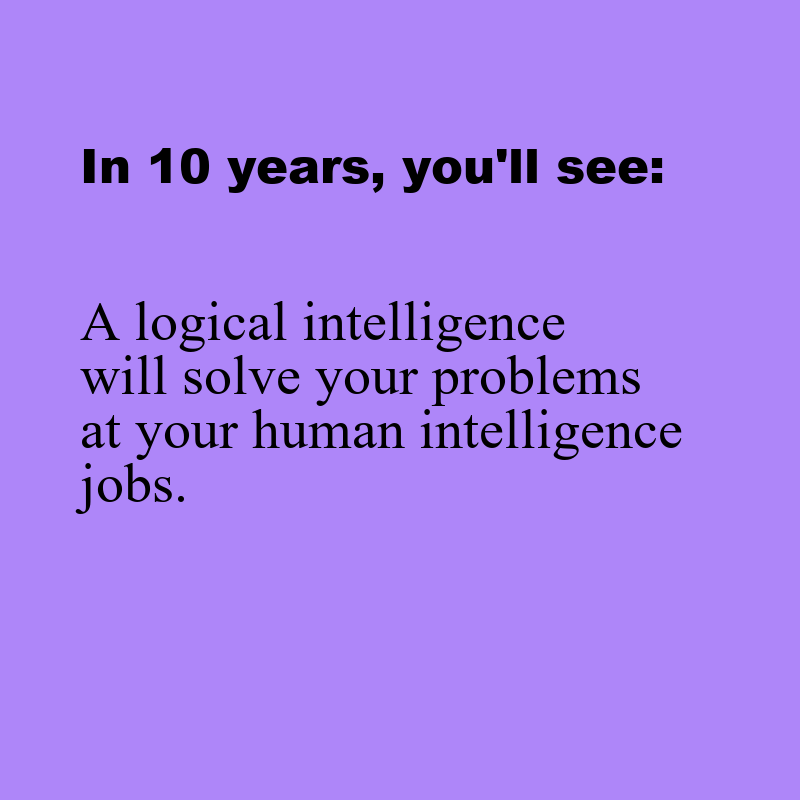 In 10 years, you'll see:
A logical intelligence
will solve your problems
at your human intelligence
jobs.